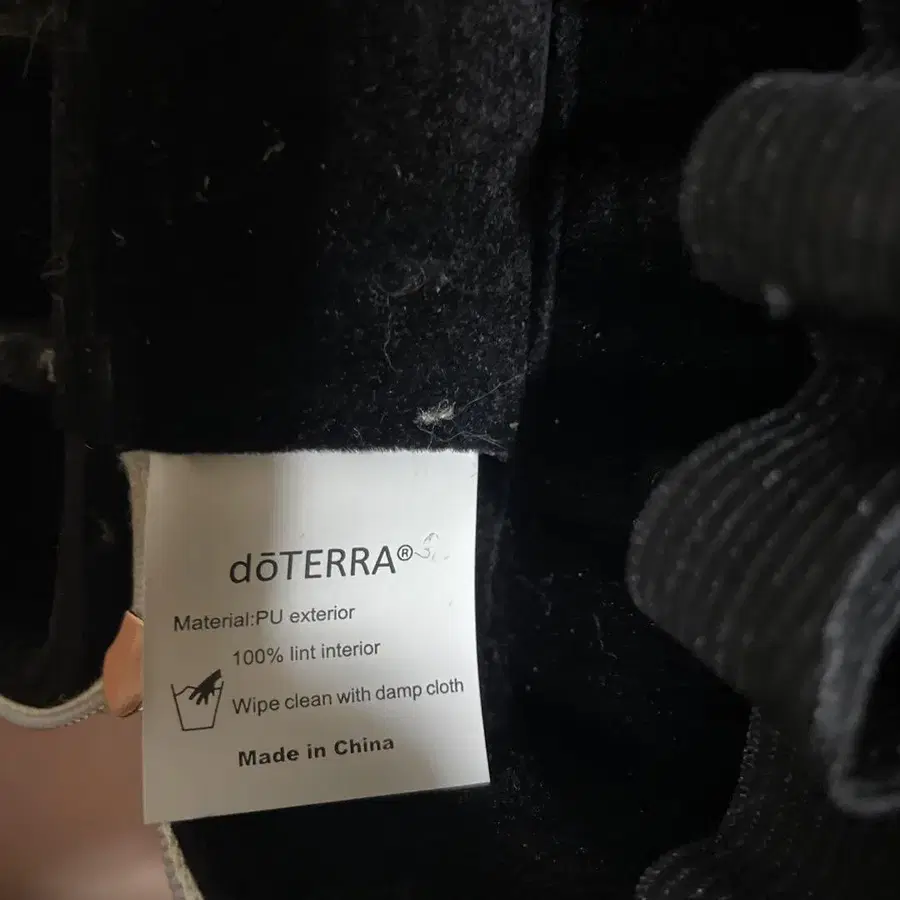 dōTERRA®
Material:PU exterior
100% lint interior
Wipe clean with damp cloth
Made in China